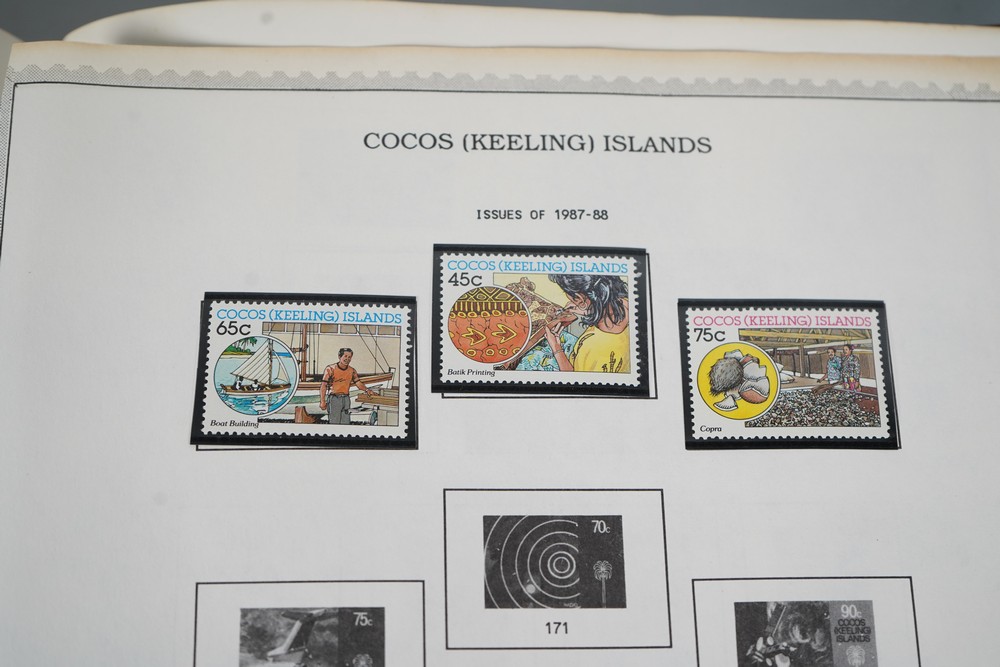 COCOS (KEELING) ISLANDS
ISSUES OF 1987-88
COCOS (KEELING) ISLANDS
65c
Boat Building
COCOS (KEELING) ISLANDS
45c
Batik Printing
COCOS (KEELING) ISLANDS
75c
Copra
70c
171
75c
90c
COCOS
(KEELING)
ISLANDS